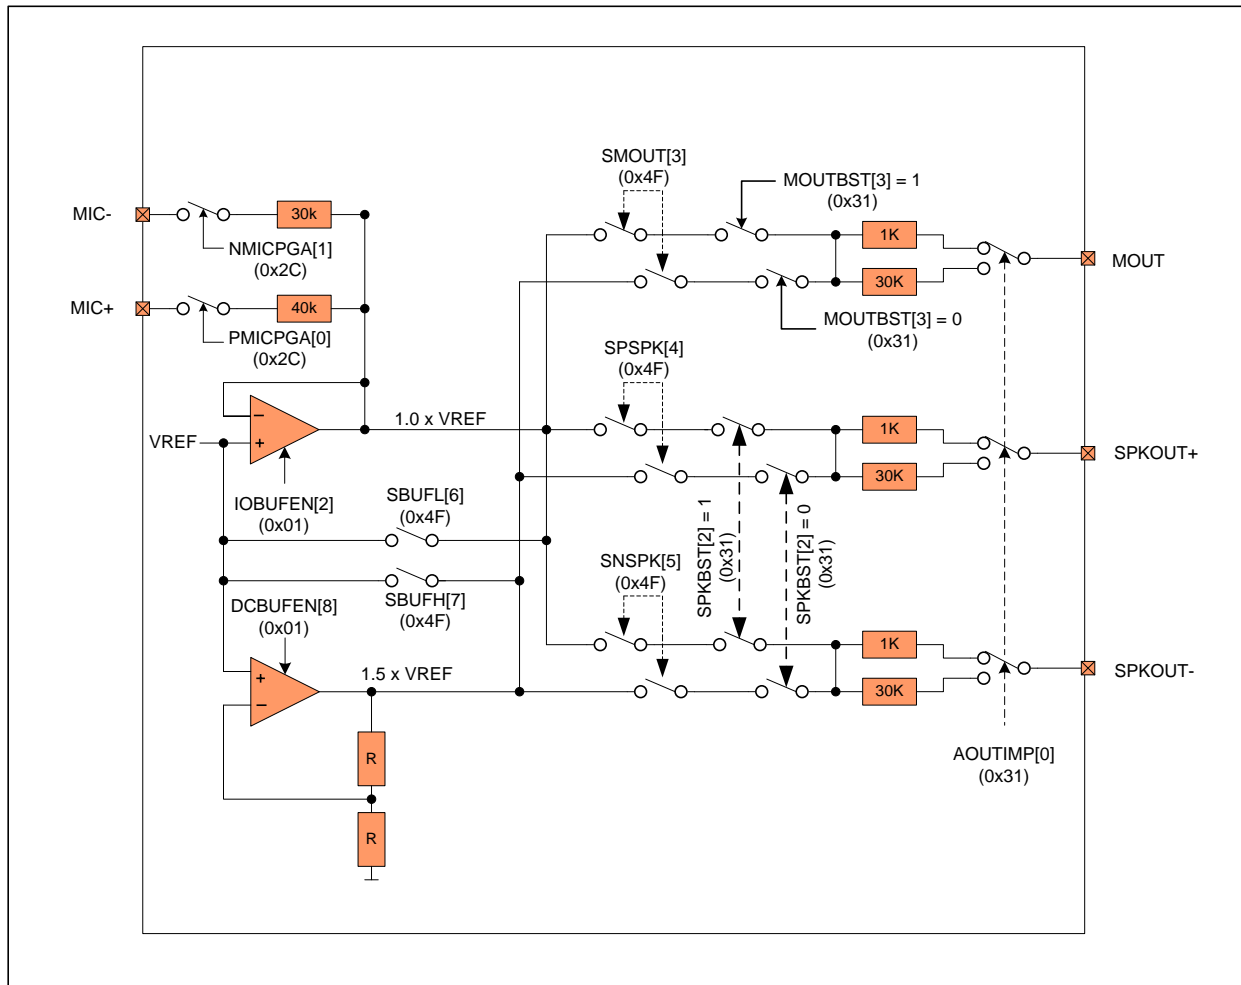 SMOUT[3]
(0x4F)
MOUTBST[3] = 1
(0x31)
MIC-
30k
1K
NMICPGA[1]
(0x2C)
MOUT
30K
MIC+
40k
PMICPGA[0]
(0x2C)
MOUTBST[3] = 0
(0x31)
SPSPK[4]
(0x4F)
1.0 x VREF
1K
VREF
SPKOUT+
30K
IOBUFEN[2]
(0x01)
SBUFL[6]
(0x4F)
SPKBST[2] = 1
(0x31)
SPKBST[2] = 0
(0x31)
SNSPK[5]
(0x4F)
SBUFH[7]
(0x4F)
DCBUFEN[8]
(0x01)
1K
1.5 x VREF
SPKOUT-
30K
R
AOUTIMP[0]
(0x31)
R